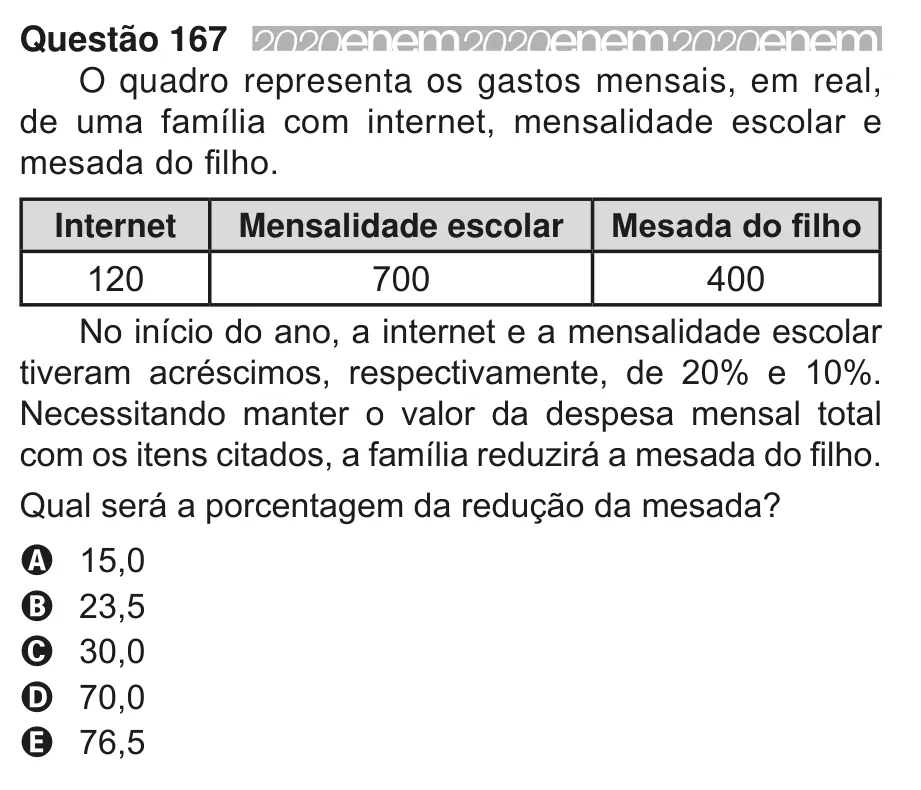 Questão 167 2020enem2020enem2020enem
O quadro representa os gastos mensais, em real,
de uma família com internet, mensalidade escolar e
mesada do filho.
Internet Mensalidade escolar Mesada do filho
120 700 400
No início do ano, a internet e a mensalidade escolar
tiveram acréscimos, respectivamente, de 20% e 10%.
Necessitando manter o valor da despesa mensal total
com os itens citados, a família reduzirá a mesada do filho.
Qual será a porcentagem da redução da mesada?
A 15,0
B 23,5
C 30,0
D 70,0
E 76,5